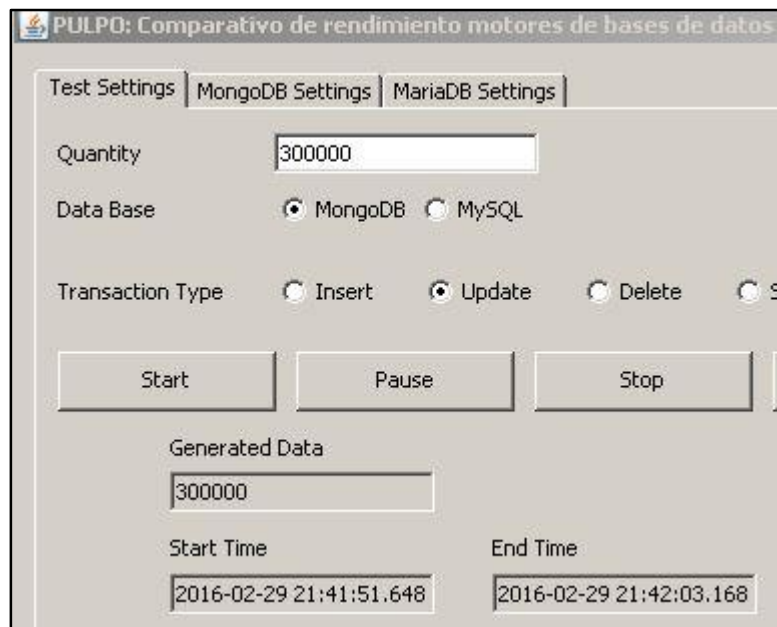 PULPO: Comparativo de rendimiento motores de bases de datos
Test Settings MongoDB Settings MariaDB Settings
Quantity 300000
Data Base MongoDB MySQL
Transaction Type Insert Update Delete
Start Pause Stop
Generated Data
300000
Start Time End Time
2016-02-29 21:41:51.648 2016-02-29 21:42:03.168